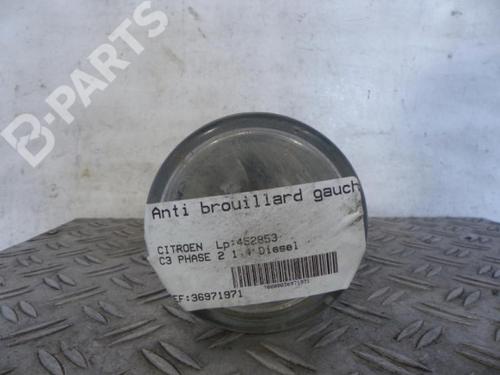 B-PARTS
Anti brouillard gauch
CITROEN Lp:452853
C3 PHASE 2 1.4 Diesel
EF:36971971